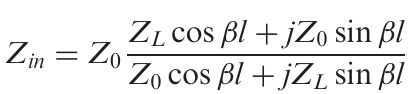 Z_{in} = Z_0 \frac{Z_L \cos \beta l + jZ_0 \sin \beta l}{Z_0 \cos \beta l + jZ_L \sin \beta l}